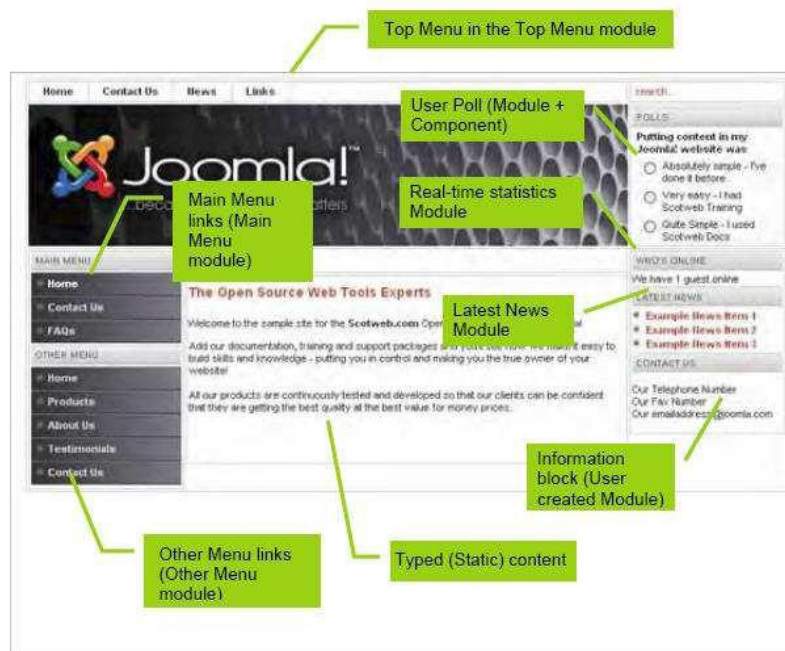 Top Menu in the Top Menu module
Home Contact Us News Links
search...
User Poll (Module +
Component)
POLLS
Putting content in my
Joomla! website was
Absolutely simple - I've
done it before
Very easy - I had
Scotweb Training
Quite Simple - I used
Scotweb Docs
Joomla!™
Real-time statistics
Module
Main Menu
links (Main
Menu
module)
MAIN MENU
Home
Contact Us
FAQs
OTHER MENU
Home
Products
About Us
Testimonials
Contact Us
The Open Source Web Tools Experts
Welcome to the sample site for the Scotweb.com
Add our documentation, training and support packages
build skills and knowledge - putting you in control and making you the true owner of your
website!
All our products are continuously tested and developed so that our clients can be confident
that they are getting the best quality at the best value for money prices.
WHO'S ONLINE
We have 1 guest online
Latest News
Module
LATEST NEWS
Example News Item 1
Example News Item 2
Example News Item 3
CONTACT US
Our Telephone Number
Our Fax Number
Our emailaddress@joomla.com
Information
block (User
created Module)
Other Menu links
(Other Menu
module)
Typed (Static) content